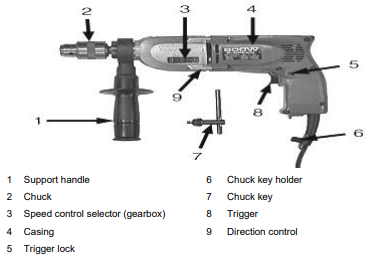 3
4
2
800W
5
9
8
1
7
6
1 Support handle
2 Chuck
3 Speed control selector (gearbox)
4 Casing
5 Trigger lock
6 Chuck key holder
7 Chuck key
8 Trigger
9 Direction control